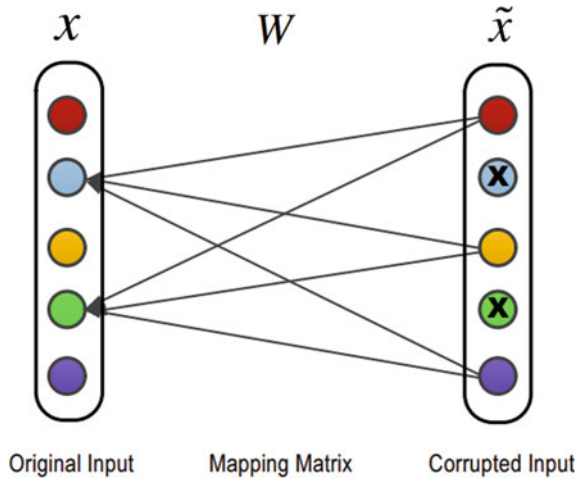 x W x̃
X
X
Original Input Mapping Matrix Corrupted Input